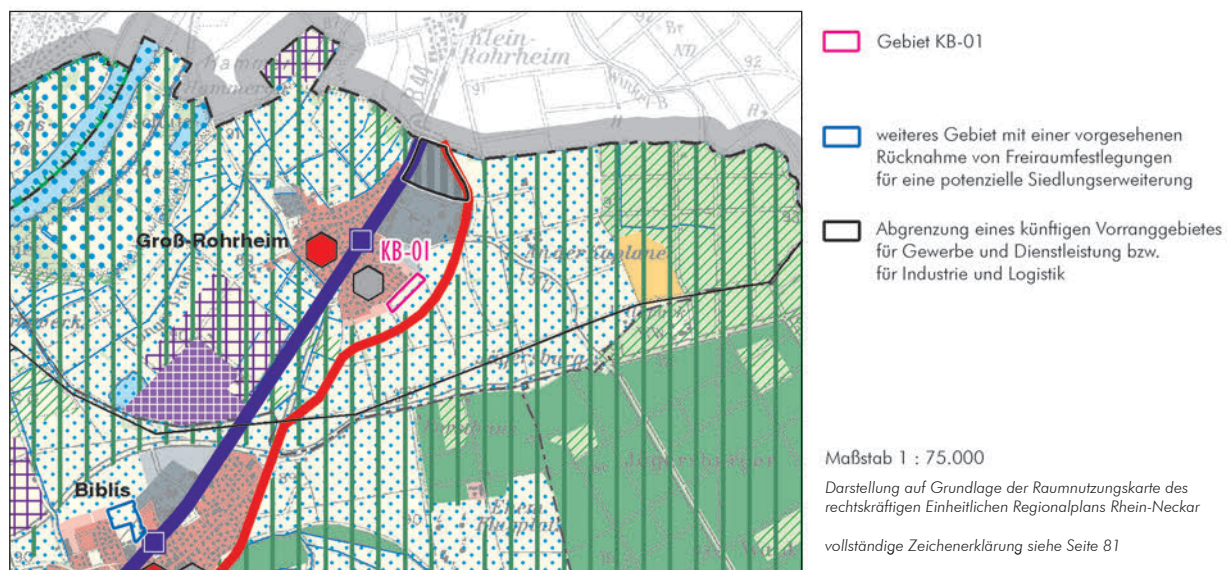 Klein-
Rohrheim
B 44
Groß-Rohrheim
KB-01
Biblis
Jägersburg
Gebiet KB-01
weiteres Gebiet mit einer vorgesehenen
Rücknahme von Freiraumfestlegungen
für eine potenzielle Siedlungserweiterung
Abgrenzung eines künftigen Vorranggebietes
für Gewerbe und Dienstleistung bzw.
für Industrie und Logistik
Maßstab 1 : 75.000
Darstellung auf Grundlage der Raumnutzungskarte des
rechtskräftigen Einheitlichen Regionalplans Rhein-Neckar
vollständige Zeichenerklärung siehe Seite 81